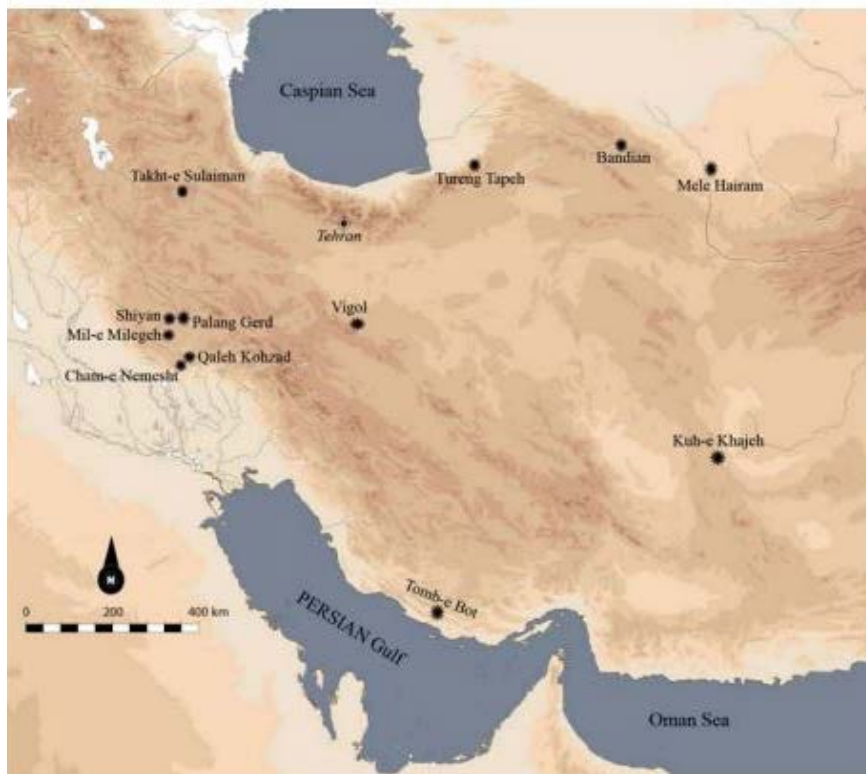 Caspian Sea
Bandian
Tureng Tapeh
Mele Hairam
Takht-e Sulaiman
Tehran
Vigol
Shiyan
Palang Gerd
Mil-e Milegeh
Qaleh Kohzad
Cham-e Nemesht
Kuh-e Khajeh
N
0 200 400 km
Tomb-e Bot
PERSIAN Gulf
Oman Sea